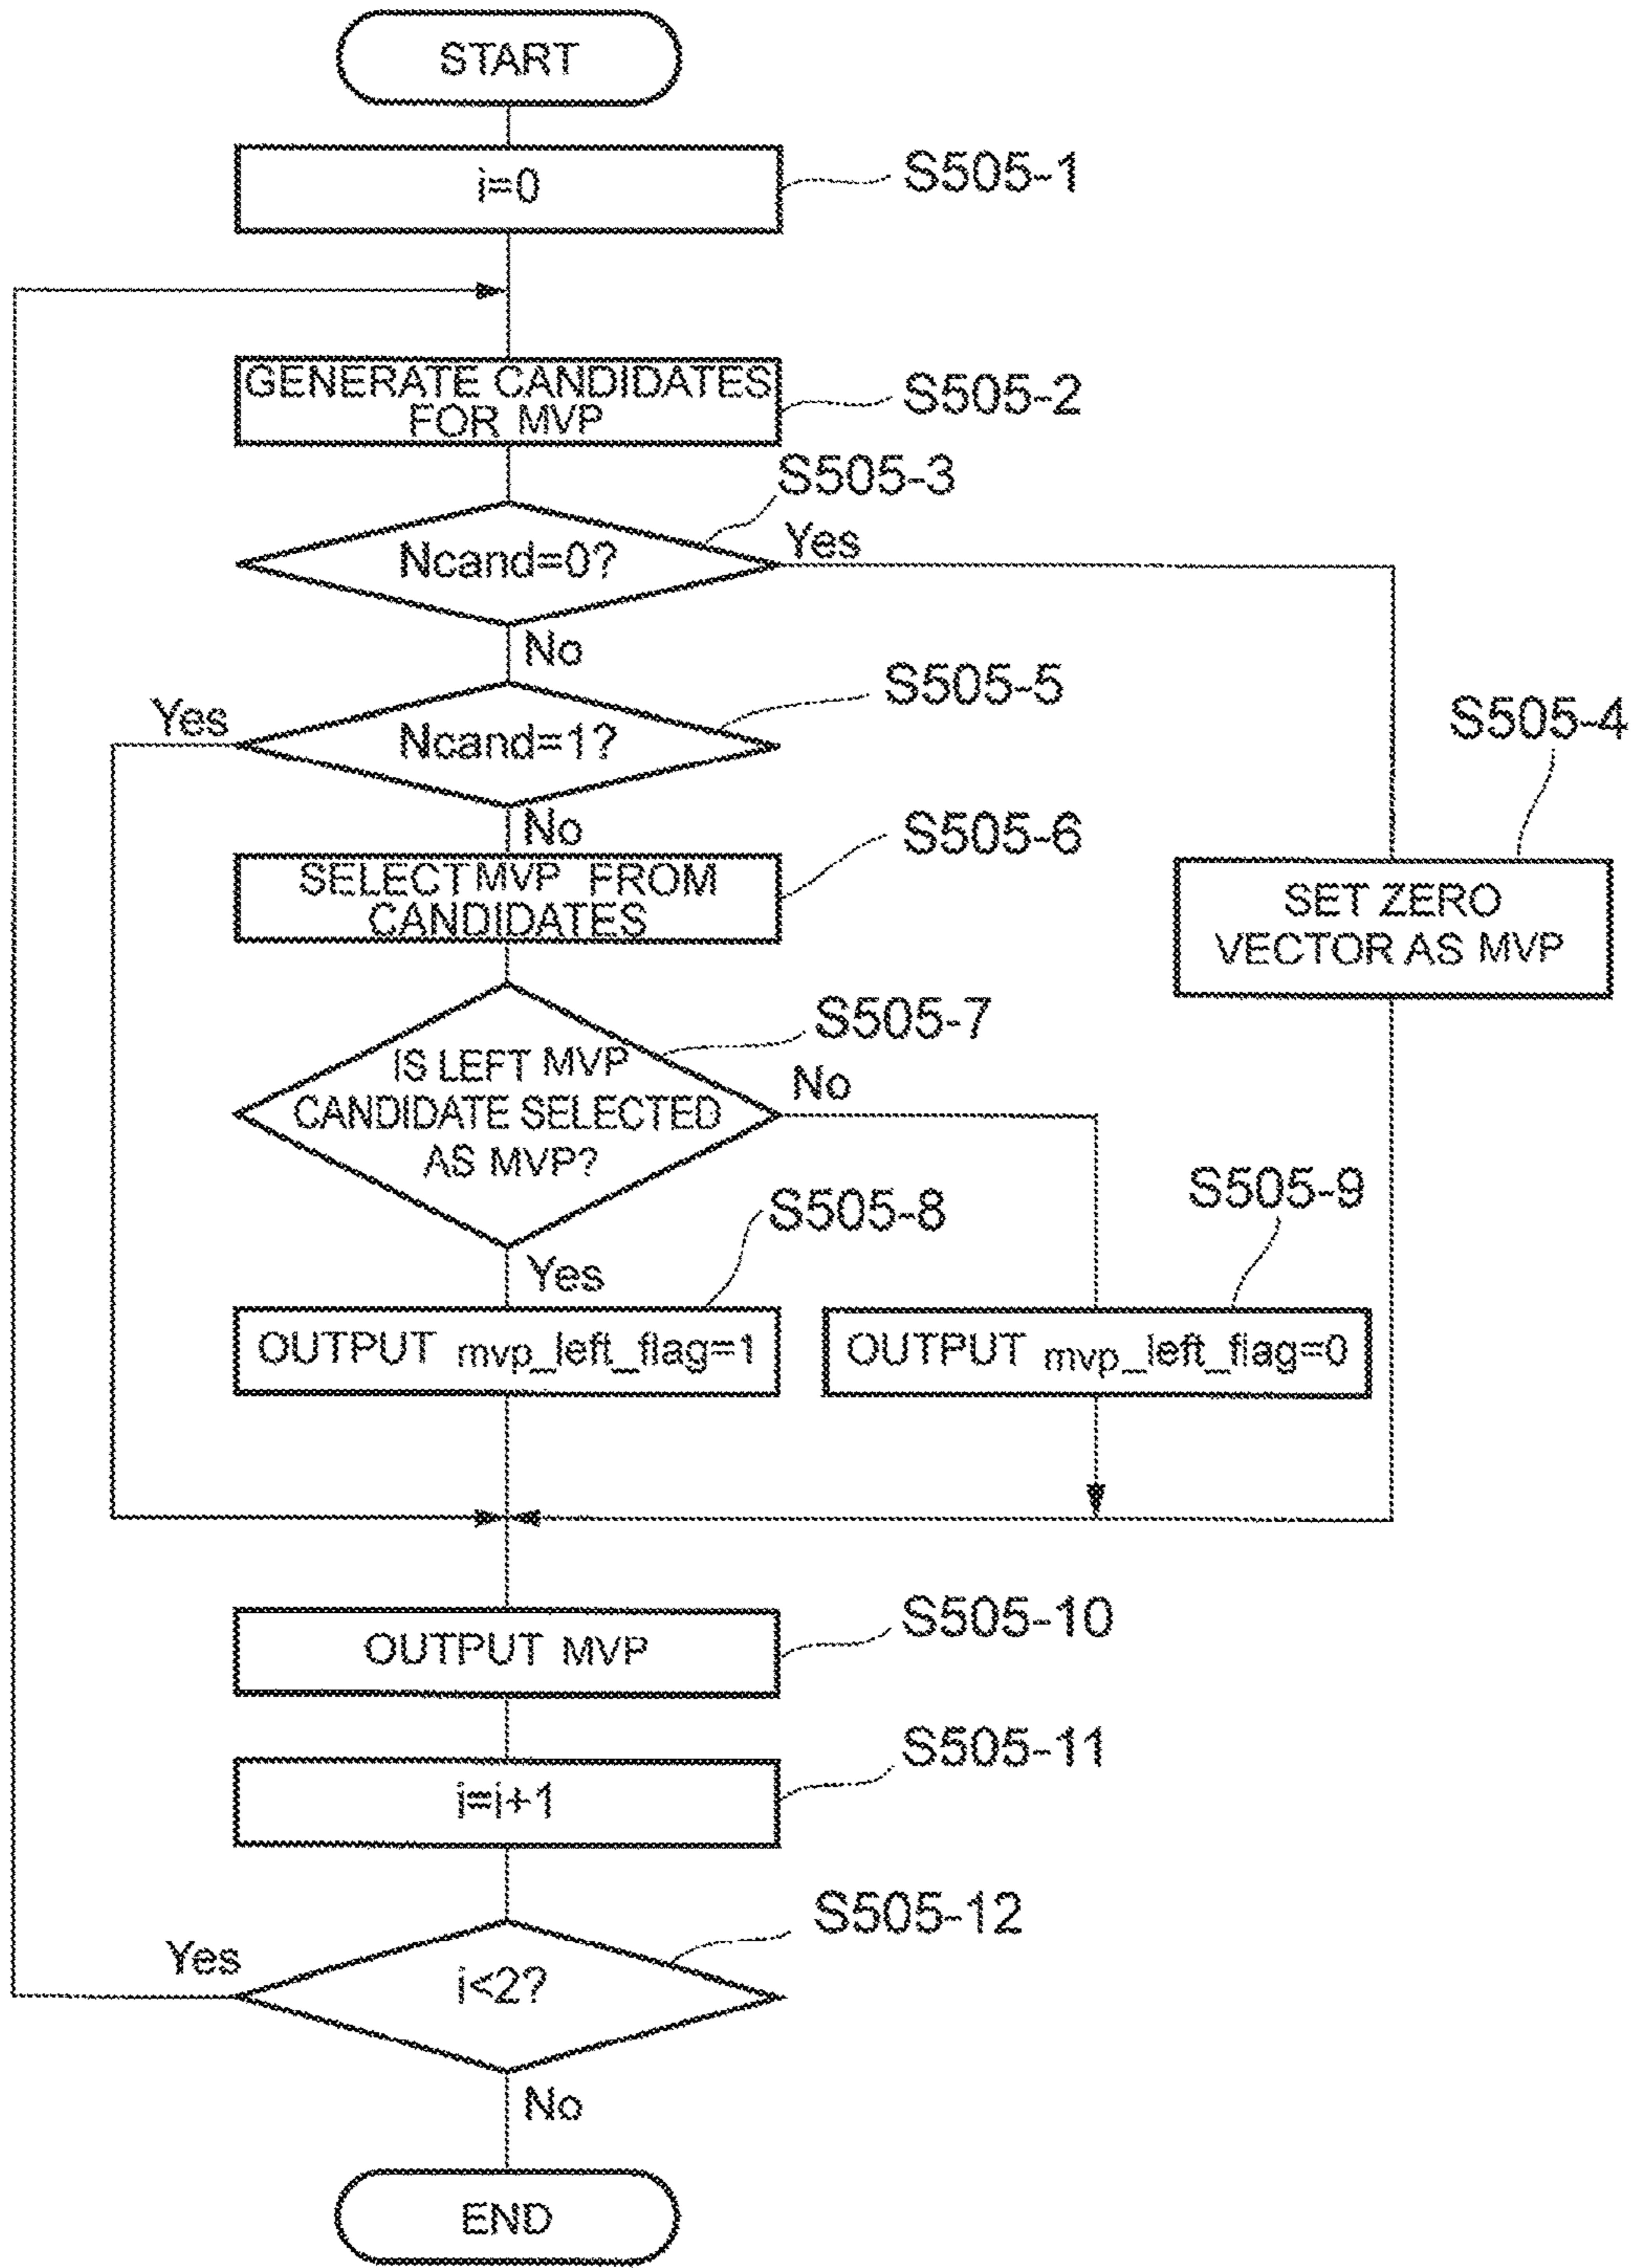 START
i=0
S505-1
GENERATE CANDIDATES
FOR MVP
S505-2
S505-3
Ncand=0?
Yes
No
S505-5
Yes
Ncand=1?
S505-4
No
S505-6
SELECT MVP FROM
CANDIDATES
SET ZERO
VECTOR AS MVP
S505-7
IS LEFT MVP
CANDIDATE SELECTED
AS MVP?
No
S505-8
S505-9
Yes
OUTPUT mvp_left_flag=1
OUTPUT mvp_left_flag=0
S505-10
OUTPUT MVP
S505-11
i=i+1
S505-12
Yes
i<2?
No
END